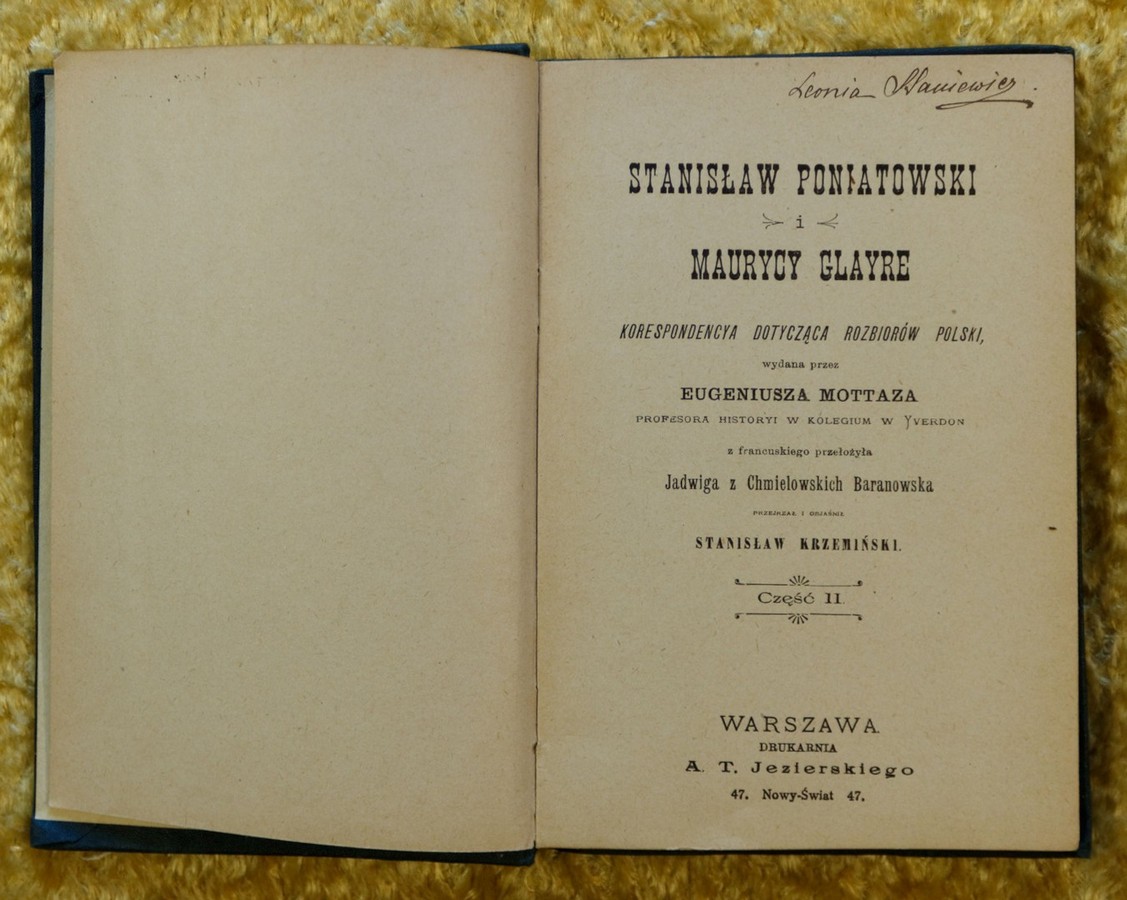 Leonia
STANISŁAW PONIATOWSKI
i
MAURYCY GLAYRE
KORESPONDENCYA DOTYCZĄCA ROZBIORÓW POLSKI,
wydana przez
EUGENIUSZA MOTTAZA
PROFESORA HISTORYI W KOLEGIUM W YVERDON
z francuskiego przełożyła
Jadwiga z Chmielowskich Baranowska
PRZEJRZAŁ I OBJAŚNIŁ
STANISŁAW KRZEMIŃSKI.
Część II.
WARSZAWA.
DRUKARNIA
A. T. Jezierskiego
47. Nowy-Świat 47.